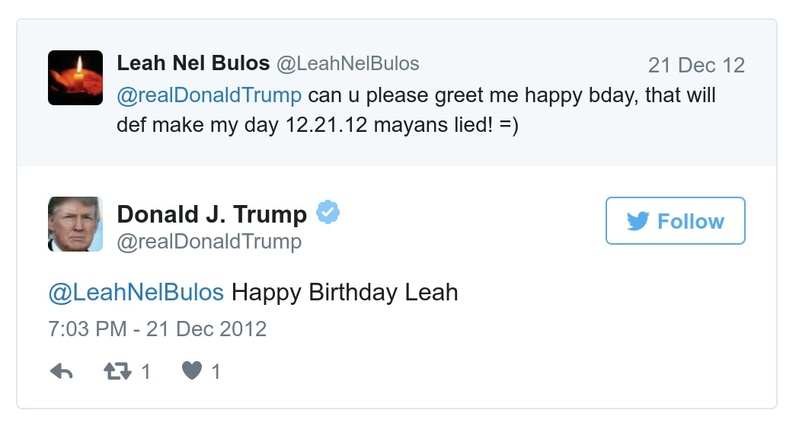 Leah Nel Bulos @LeahNelBulos 21 Dec 12
@realDonaldTrump can u please greet me happy bday, that will
def make my day 12.21.12 mayans lied! =)
Donald J. Trump
@realDonaldTrump
Follow
@LeahNelBulos Happy Birthday Leah
7:03 PM - 21 Dec 2012
1 1